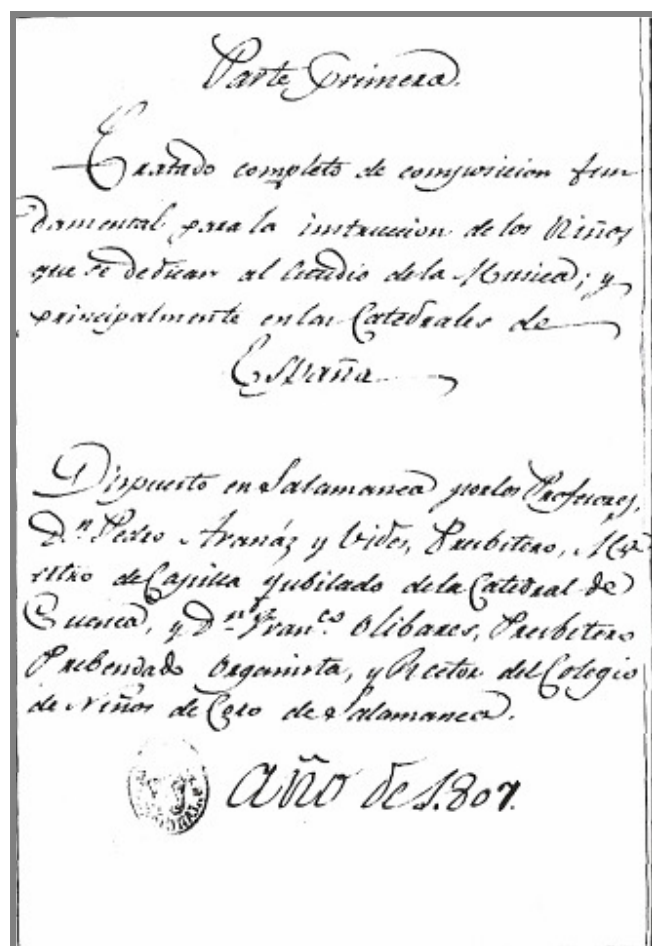 Parte Primera.
Tratado completo de composicion fun
damental para la instruccion de los Niños
que se dedican al Estudio de la Musica; y
principalmente en las Catedrales de
España
Dispuesto en Salamanca por los Profesores,
D.n Pedro Aranáz y Vides, Presbitero, Ma
estro de Capilla jubilado de la Catedral de
Cuenca, y D.n Fran.co Olibares, Presbitero
Prebendado Organista, y Rector del Colegio
de Niños de Coro de Salamanca.
Año de 1.807.